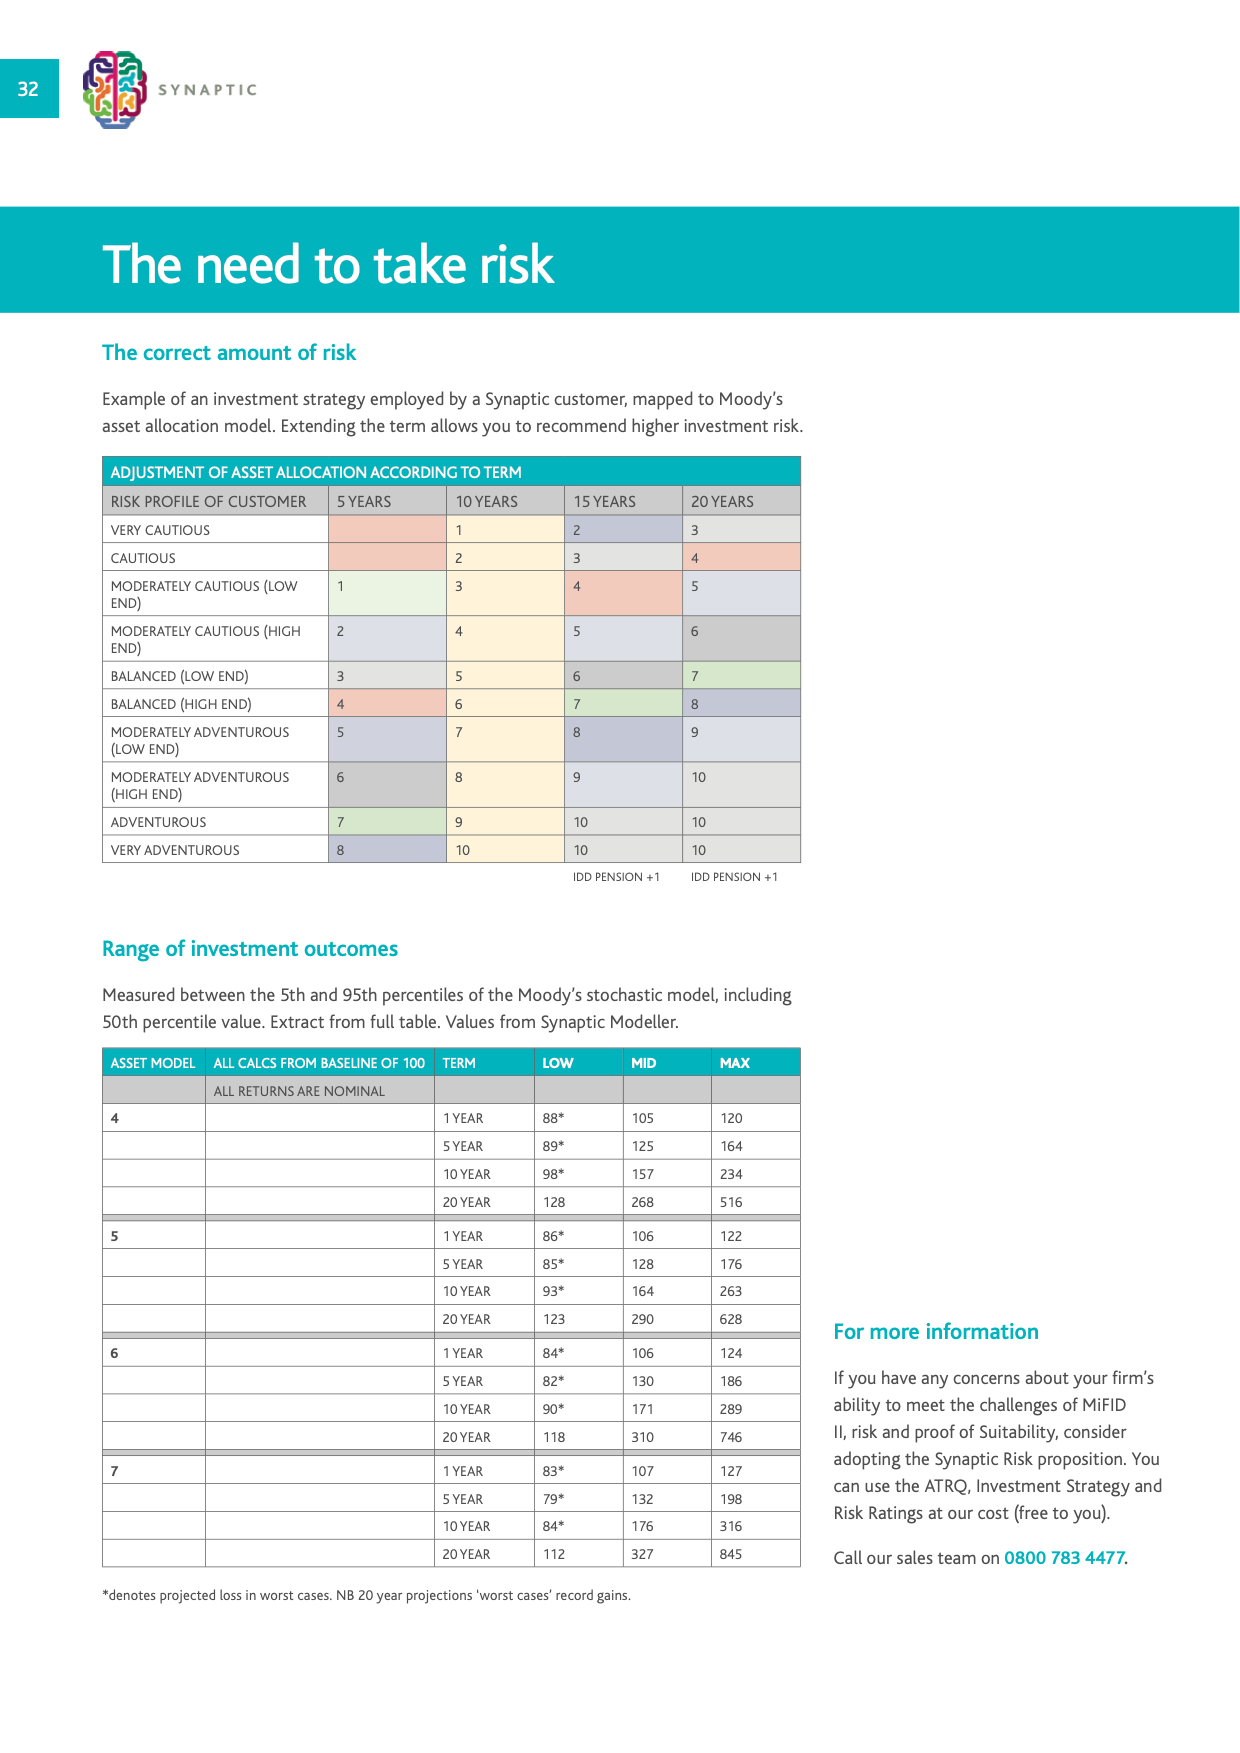 32
SYNAPTIC
The need to take risk
The correct amount of risk
Example of an investment strategy employed by a Synaptic customer, mapped to Moody's
asset allocation model. Extending the term allows you to recommend higher investment risk.
ADJUSTMENT OF ASSET ALLOCATION ACCORDING TO TERM
RISK PROFILE OF CUSTOMER 5 YEARS 10 YEARS 15 YEARS 20 YEARS
VERY CAUTIOUS 1 2 3
CAUTIOUS 2 3 4
MODERATELY CAUTIOUS (LOW 1 3 4 5
END)
MODERATELY CAUTIOUS (HIGH 2 4 5 6
END)
BALANCED (LOW END) 3 5 6 7
BALANCED (HIGH END) 4 6 7 8
MODERATELY ADVENTUROUS 5 7 8 9
(LOW END)
MODERATELY ADVENTUROUS 6 8 9 10
(HIGH END)
ADVENTUROUS 7 9 10 10
VERY ADVENTUROUS 8 10 10 10
IDD PENSION +1 IDD PENSION +1
Range of investment outcomes
Measured between the 5th and 95th percentiles of the Moody's stochastic model, including
50th percentile value. Extract from full table. Values from Synaptic Modeller.
ASSET MODEL ALL CALCS FROM BASELINE OF 100 TERM LOW MID MAX
ALL RETURNS ARE NOMINAL
4 1 YEAR 88* 105 120
5 YEAR 89* 125 164
10 YEAR 98* 157 234
20 YEAR 128 268 516
5 1 YEAR 86* 106 122
5 YEAR 85* 128 176
10 YEAR 93* 164 263
20 YEAR 123 290 628
6 1 YEAR 84* 106 124
5 YEAR 82* 130 186
10 YEAR 90* 171 289
20 YEAR 118 310 746
7 1 YEAR 83* 107 127
5 YEAR 79* 132 198
10 YEAR 84* 176 316
20 YEAR 112 327 845
*denotes projected loss in worst cases. NB 20 year projections 'worst cases' record gains.
For more information
If you have any concerns about your firm's
ability to meet the challenges of MiFID
II, risk and proof of Suitability, consider
adopting the Synaptic Risk proposition. You
can use the ATRQ, Investment Strategy and
Risk Ratings at our cost (free to you).
Call our sales team on 0800 783 4477.